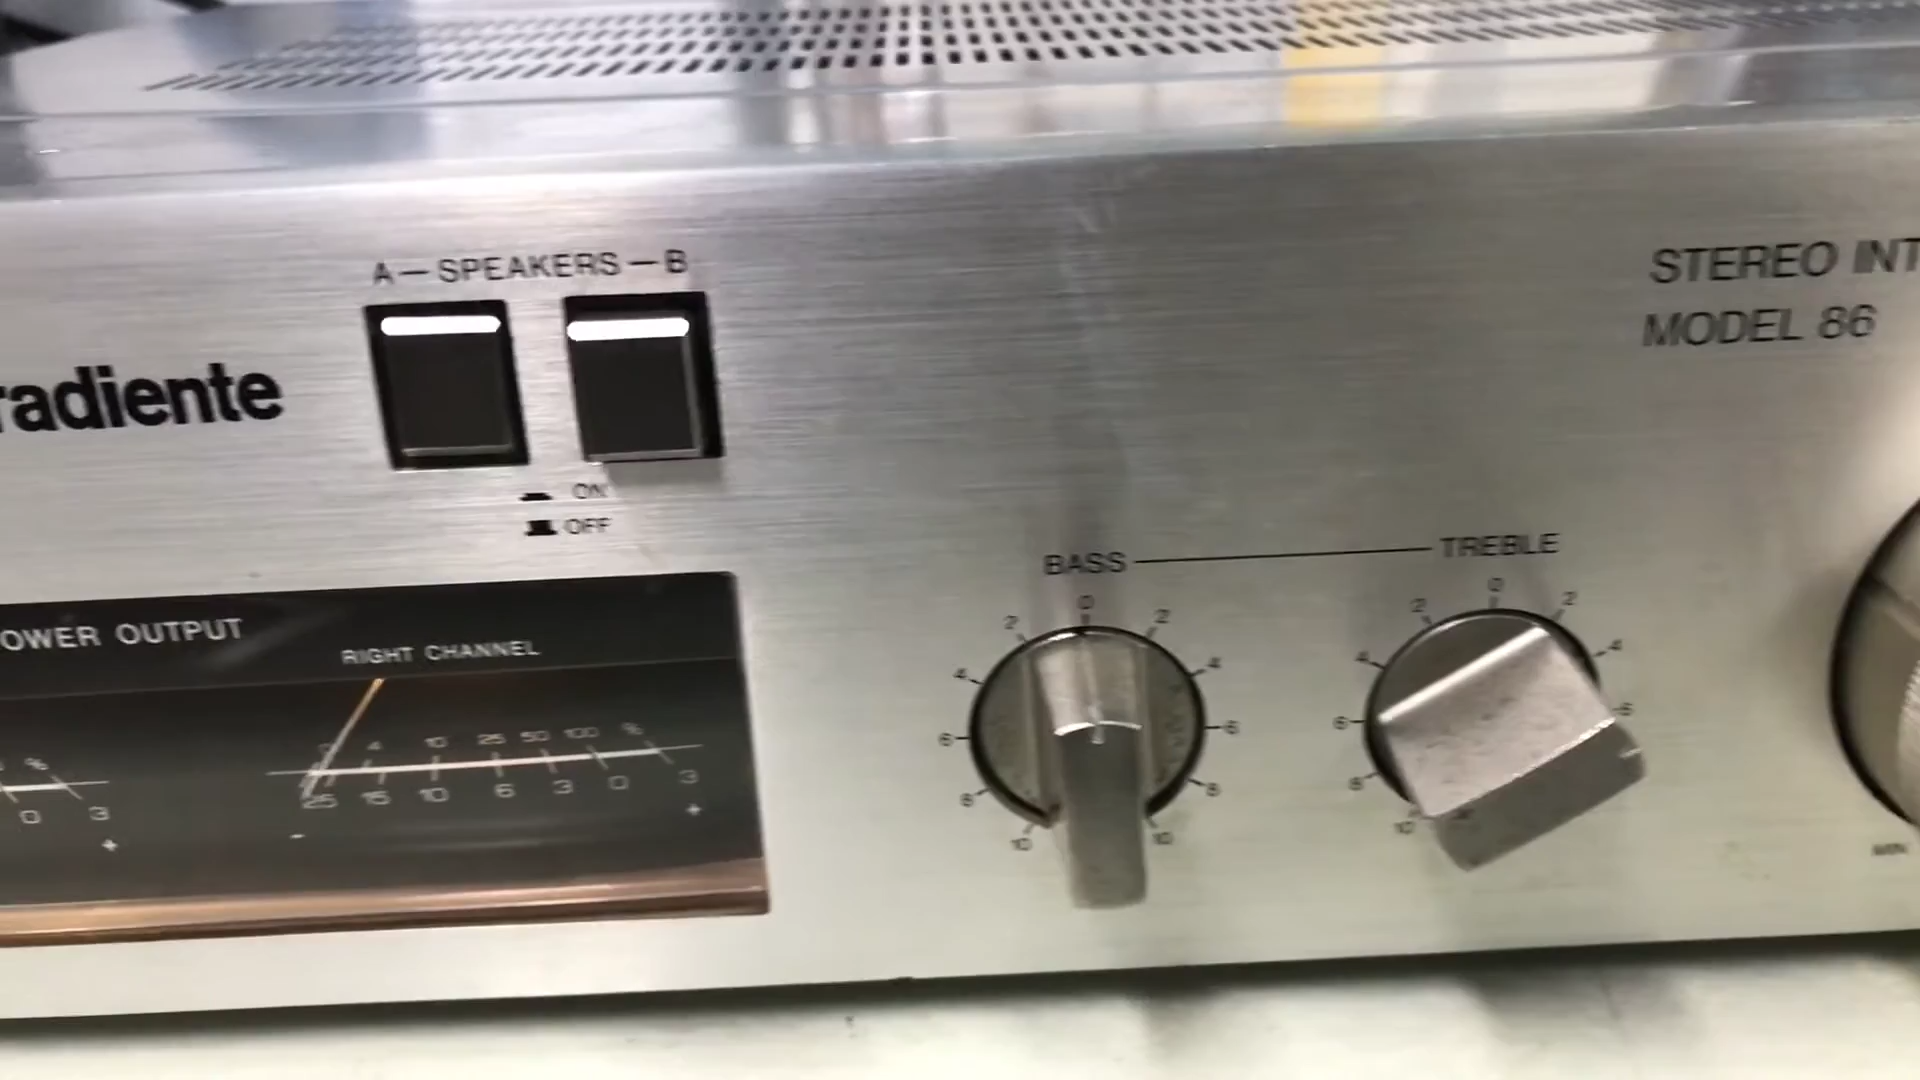 A — SPEAKERS — B
STEREO INT
MODEL 86
radiente
ON
OFF
BASS
TREBLE
OWER OUTPUT
RIGHT CHANNEL
0 2 4 6 8 10
2 4 6 8 10
0 2 4 6
2 4 6 8 10
4 10 25 50 100 %
25 15 10 6 3 0 3
- +
%
0 3
+
MIN